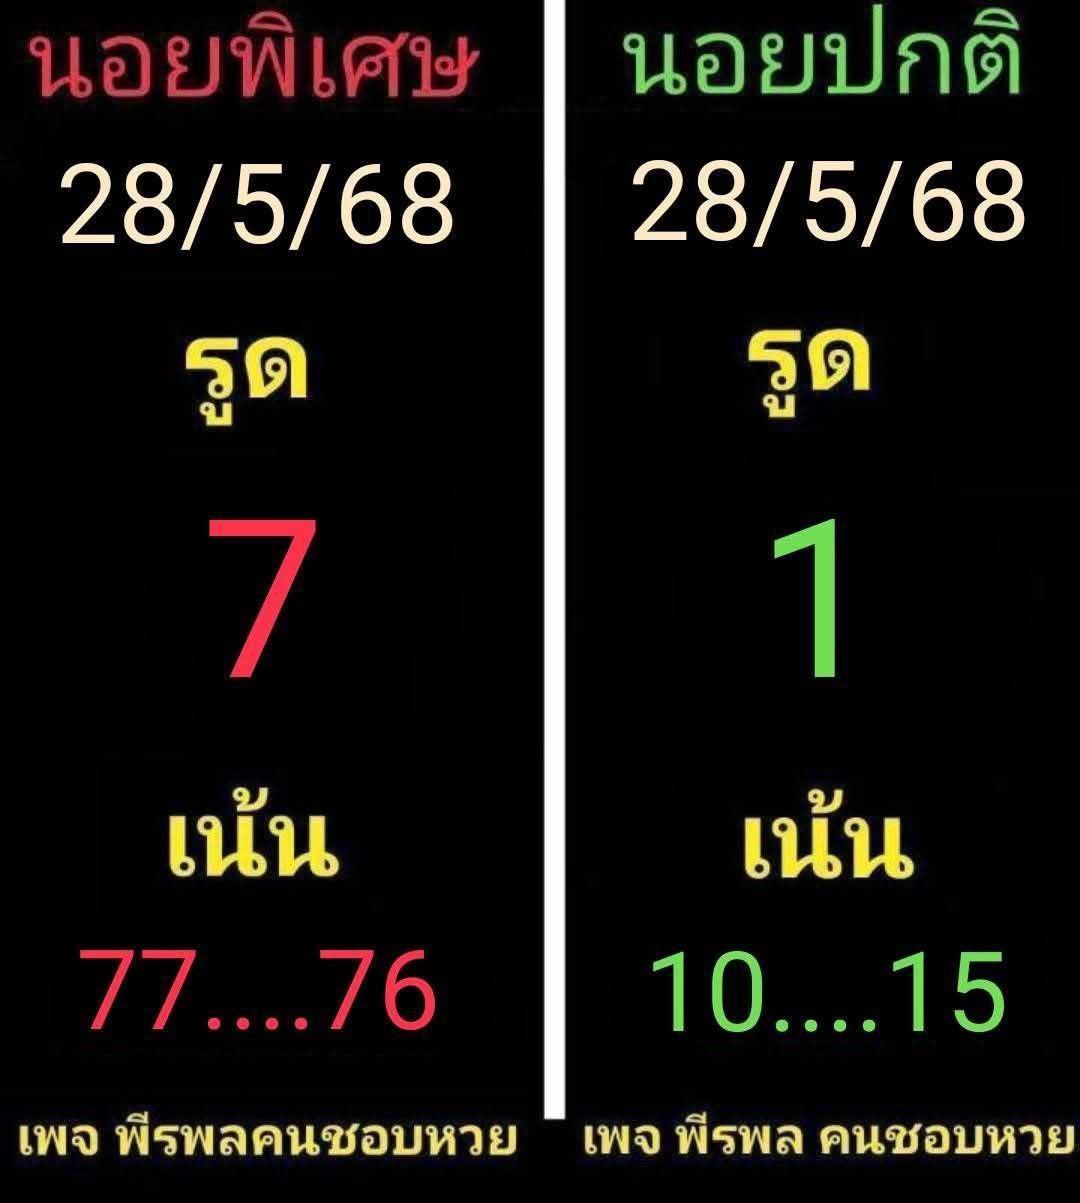 นอยพิเศษ
28/5/68
รูด
7
เน้น
77....76
เพจ พีรพลคนชอบหวย
นอยปกติ
28/5/68
รูด
1
เน้น
10....15
เพจ พีรพล คนชอบหวย